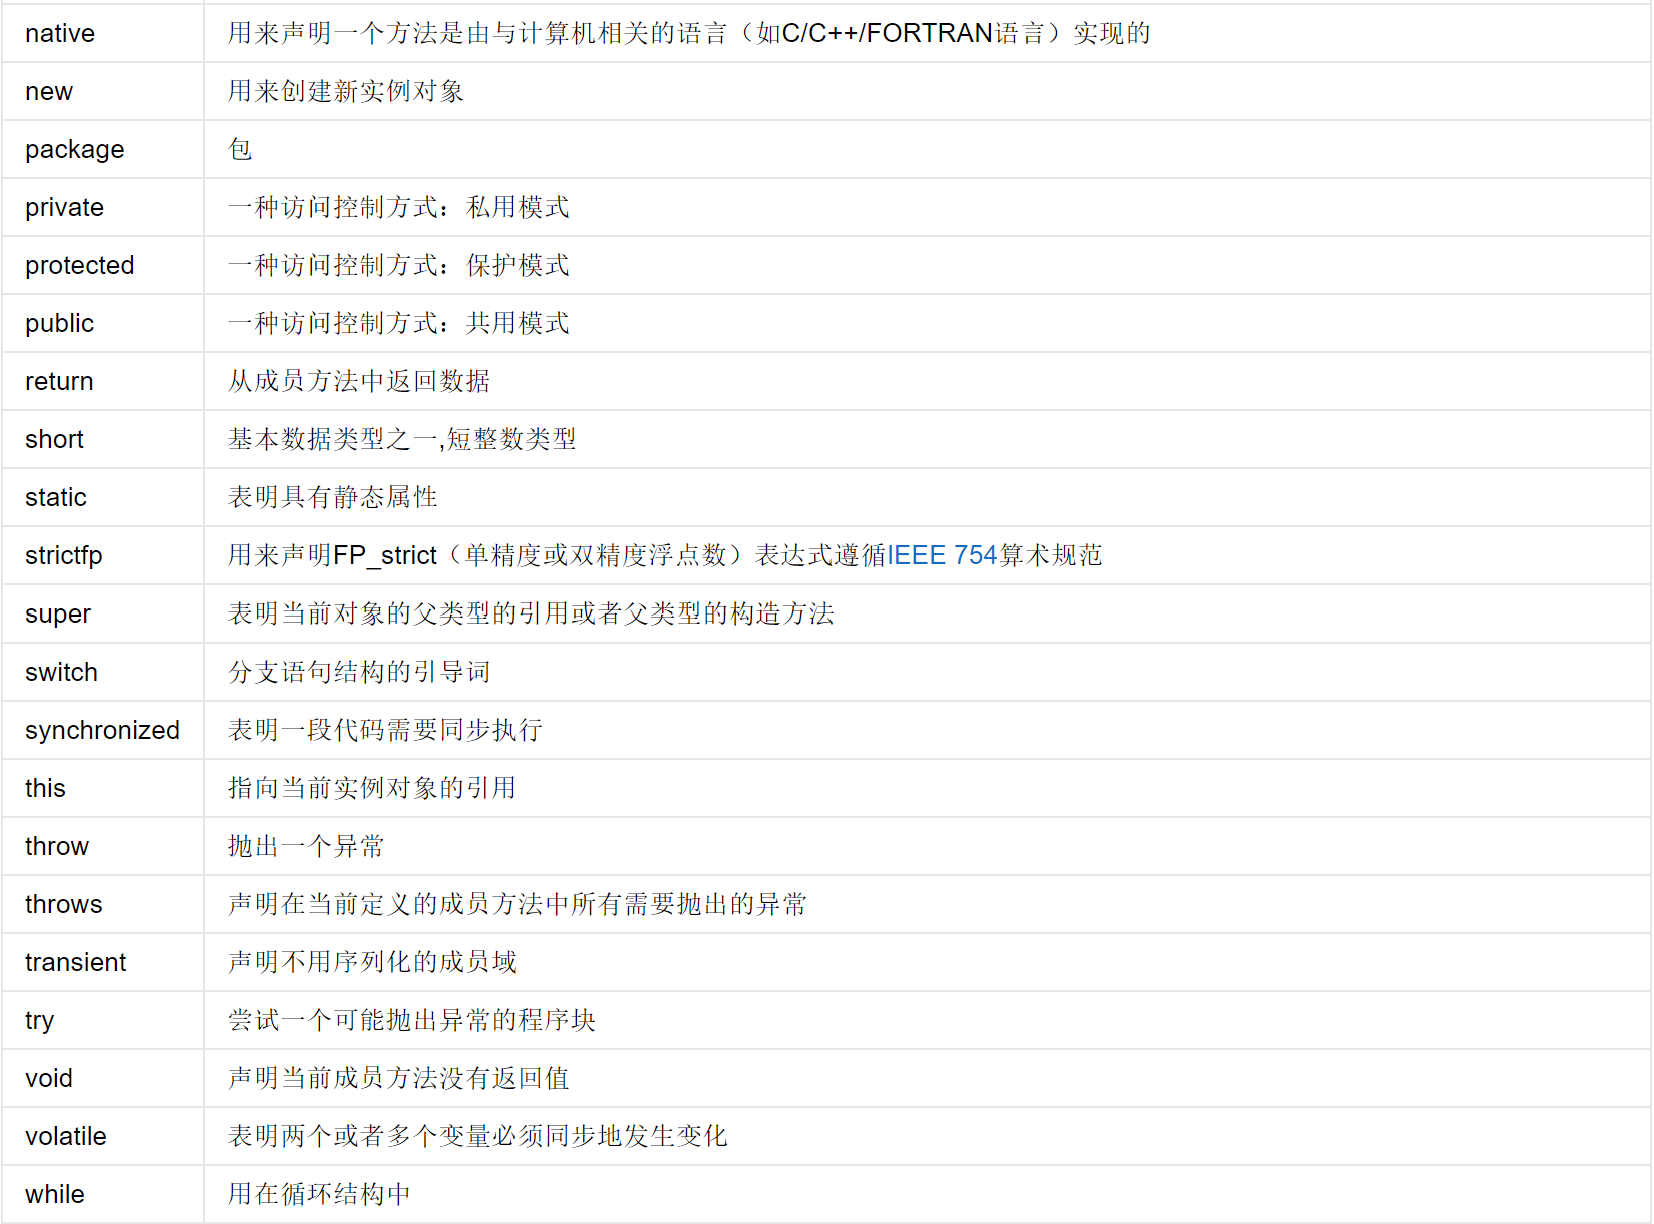 native 用来声明一个方法是由与计算机相关的语言（如C/C++/FORTRAN语言）实现的
new 用来创建新实例对象
package 包
private 一种访问控制方式：私用模式
protected 一种访问控制方式：保护模式
public 一种访问控制方式：共用模式
return 从成员方法中返回数据
short 基本数据类型之一,短整数类型
static 表明具有静态属性
strictfp 用来声明FP_strict（单精度或双精度浮点数）表达式遵循IEEE 754算术规范
super 表明当前对象的父类型的引用或者父类型的构造方法
switch 分支语句结构的引导词
synchronized 表明一段代码需要同步执行
this 指向当前实例对象的引用
throw 抛出一个异常
throws 声明在当前定义的成员方法中所有需要抛出的异常
transient 声明不用序列化的成员域
try 尝试一个可能抛出异常的程序块
void 声明当前成员方法没有返回值
volatile 表明两个或者多个变量必须同步地发生变化
while 用在循环结构中